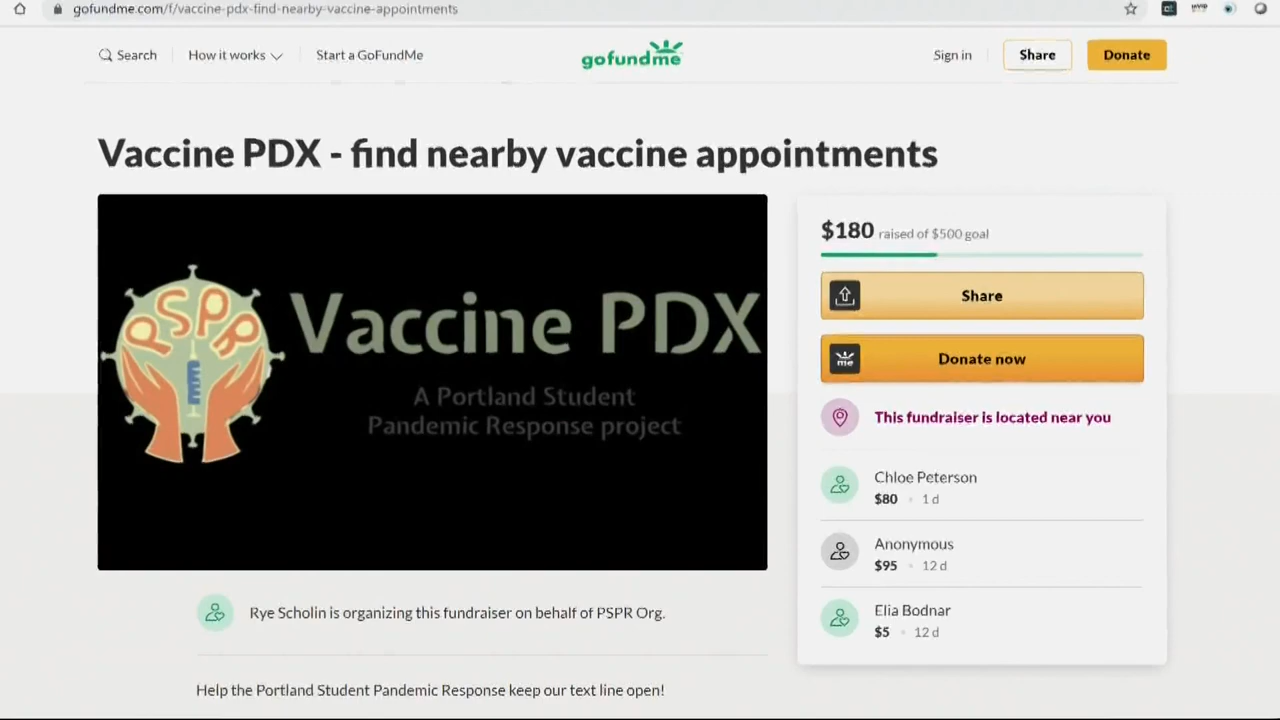 gofundme.com/f/vaccine-pdx-find-nearby-vaccine-appointments
Search
How it works
Start a GoFundMe
gofundme
Sign in
Share
Donate
Vaccine PDX - find nearby vaccine appointments
PSPR
Vaccine PDX
A Portland Student
Pandemic Response project
$180 raised of $500 goal
Share
me
Donate now
This fundraiser is located near you
Chloe Peterson
$80 • 1 d
Anonymous
$95 • 12 d
Elia Bodnar
$5 • 12 d
Rye Scholin is organizing this fundraiser on behalf of PSPR Org.
Help the Portland Student Pandemic Response keep our text line open!